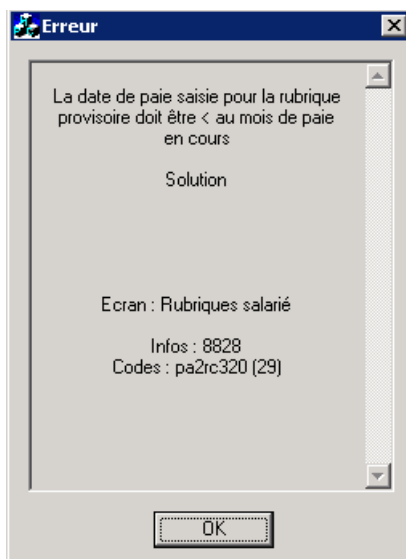 Erreur
La date de paie saisie pour la rubrique
provisoire doit être < au mois de paie
en cours
Solution
Ecran : Rubriques salarié
Infos : 8828
Codes : pa2rc320 (29)
OK